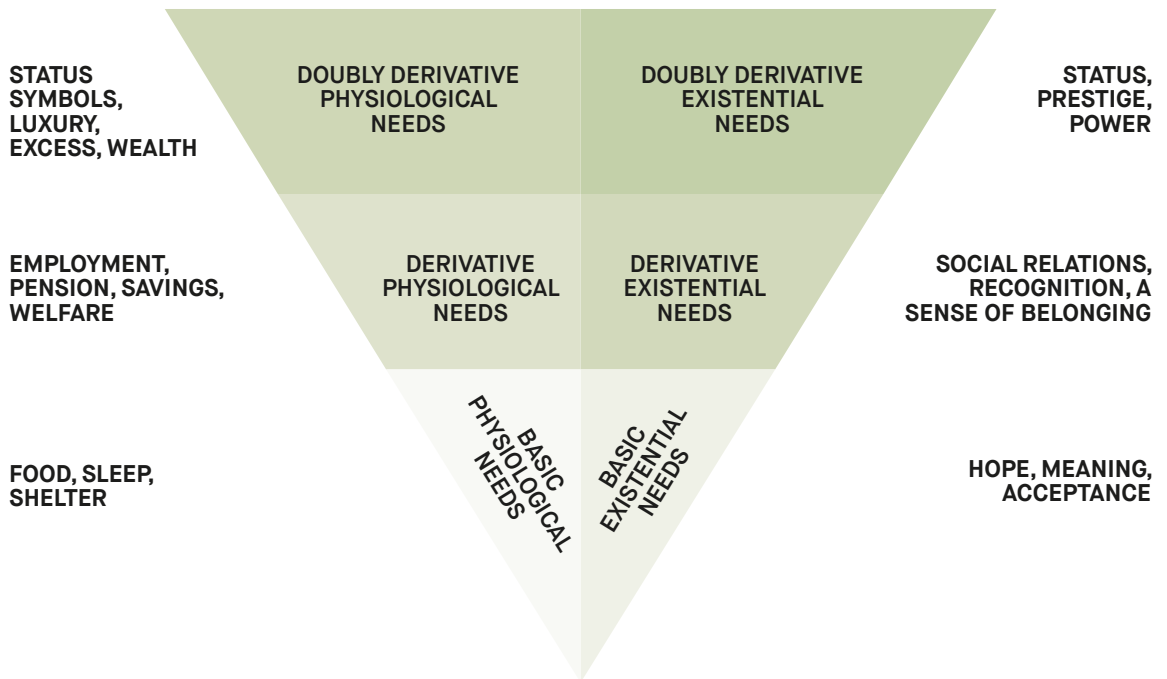 STATUS
SYMBOLS,
LUXURY,
EXCESS, WEALTH
DOUBLY DERIVATIVE
PHYSIOLOGICAL
NEEDS
DOUBLY DERIVATIVE
EXISTENTIAL
NEEDS
STATUS,
PRESTIGE,
POWER
EMPLOYMENT,
PENSION, SAVINGS,
WELFARE
DERIVATIVE
PHYSIOLOGICAL
NEEDS
DERIVATIVE
EXISTENTIAL
NEEDS
SOCIAL RELATIONS,
RECOGNITION, A
SENSE OF BELONGING
FOOD, SLEEP,
SHELTER
BASIC
PHYSIOLOGICAL
NEEDS
BASIC
EXISTENTIAL
NEEDS
HOPE, MEANING,
ACCEPTANCE